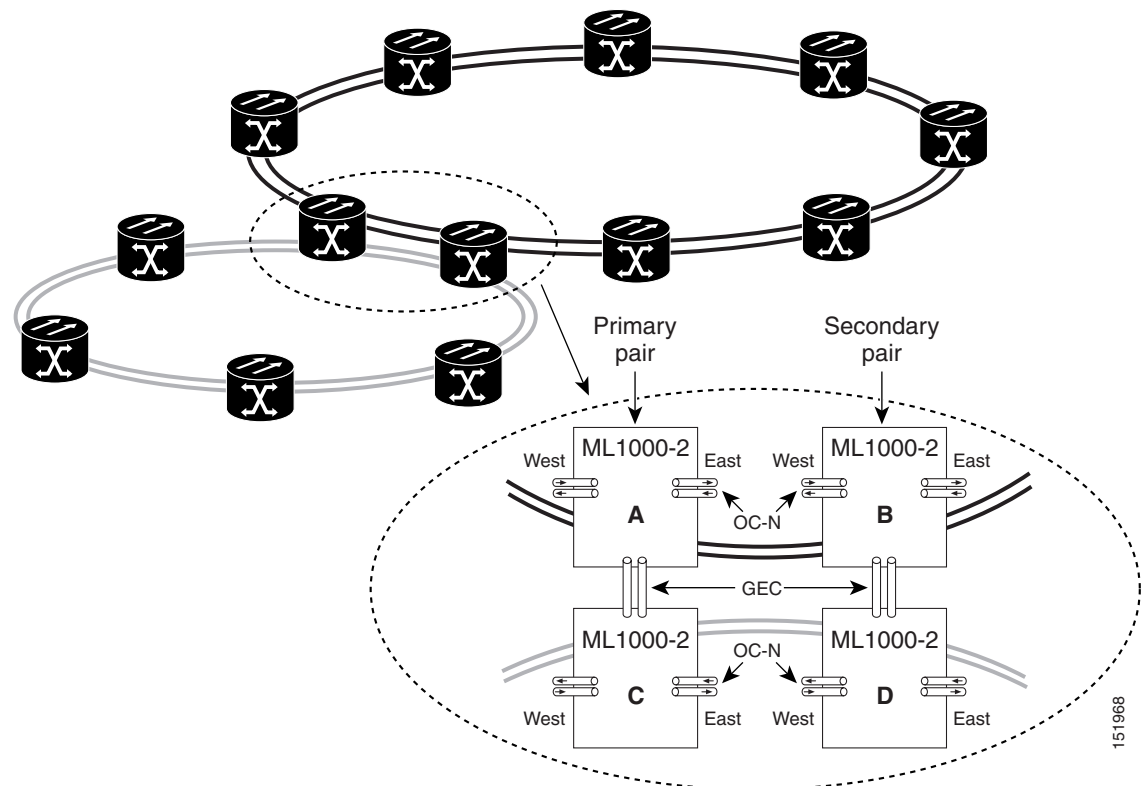 Primary
pair
Secondary
pair
ML1000-2
ML1000-2
West
East
West
East
A
OC-N
B
GEC
ML1000-2
ML1000-2
OC-N
C
D
West
East
West
East
151968